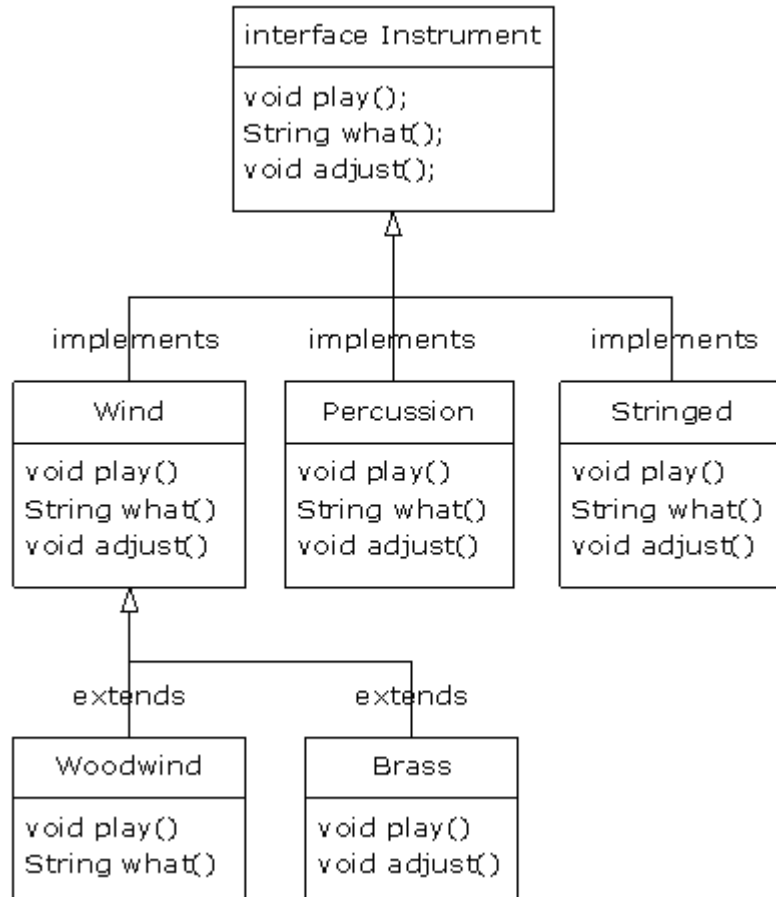 interface Instrument
void play();
String what();
void adjust();
implements
implements
implements
Wind
void play()
String what()
void adjust()
Percussion
void play()
String what()
void adjust()
Stringed
void play()
String what()
void adjust()
extends
extends
Woodwind
void play()
String what()
Brass
void play()
void adjust()